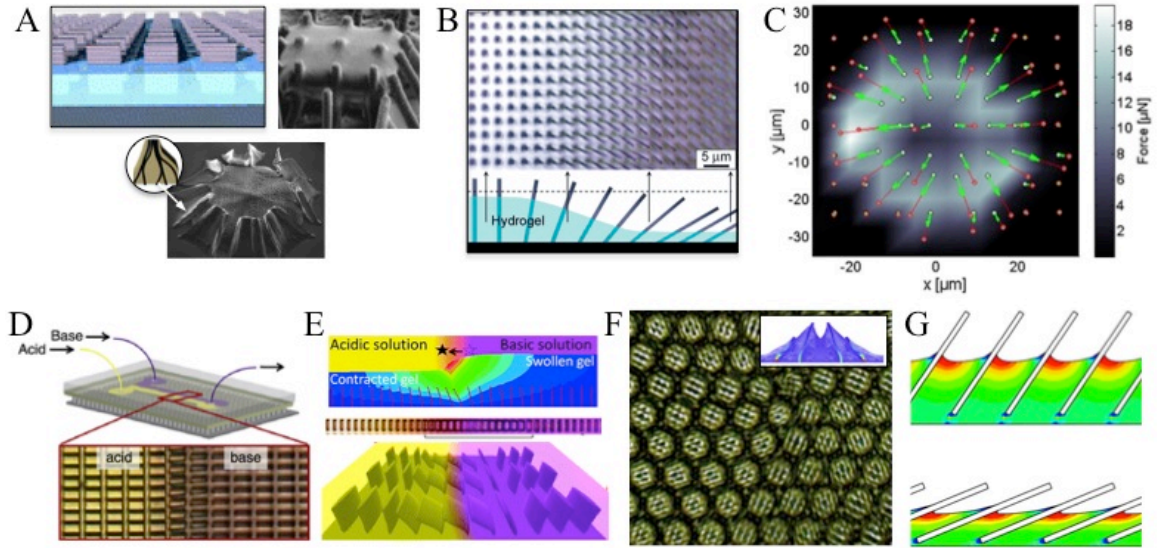 A
B
5 μm
Hydrogel
C
30
20
10
0
-10
-20
-30
y [μm]
-20
0
20
x [μm]
18
16
14
12
10
8
6
4
2
Force [μN]
D
Base
Acid
acid
base
E
Acidic solution
Basic solution
Swollen gel
Contracted gel
F
G